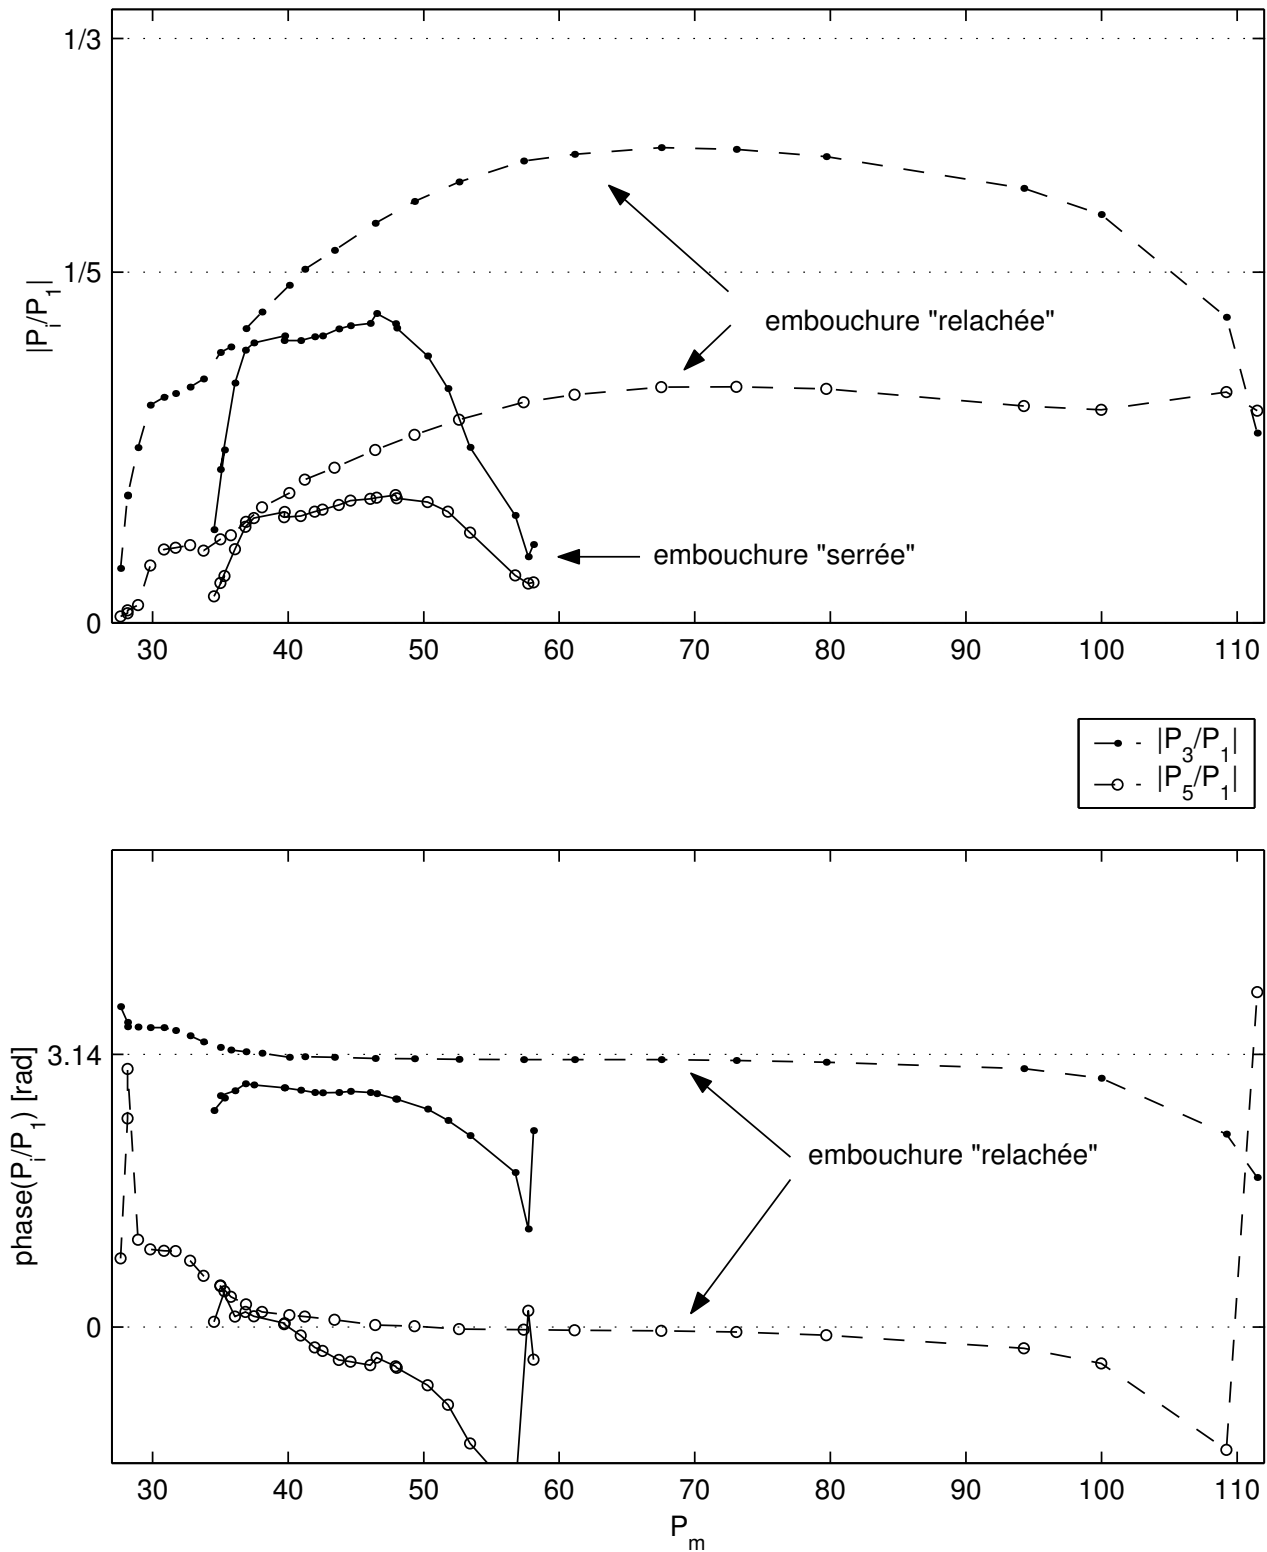 1/3
1/5
0
|P_i/P_1|
embouchure "relachée"
embouchure "serrée"
30 40 50 60 70 80 90 100 110
|P_3/P_1|
|P_5/P_1|
3.14
0
phase(P_i/P_1) [rad]
embouchure "relachée"
30 40 50 60 70 80 90 100 110
P_m